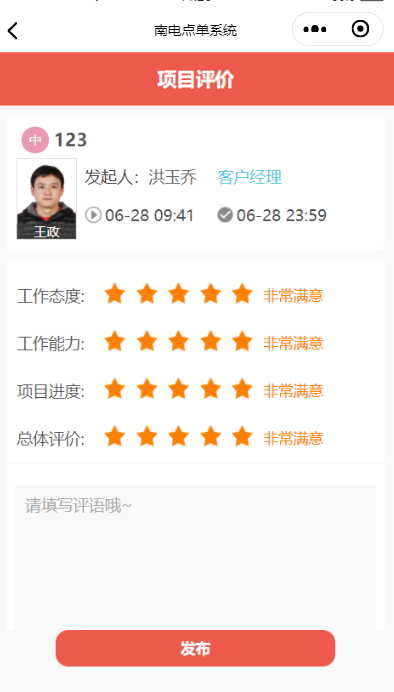 南电点单系统
项目评价
中 123
发起人：洪玉乔 客户经理
06-28 09:41 06-28 23:59
王政
工作态度: 非常满意
工作能力: 非常满意
项目进度: 非常满意
总体评价: 非常满意
请填写评语哦~
发布